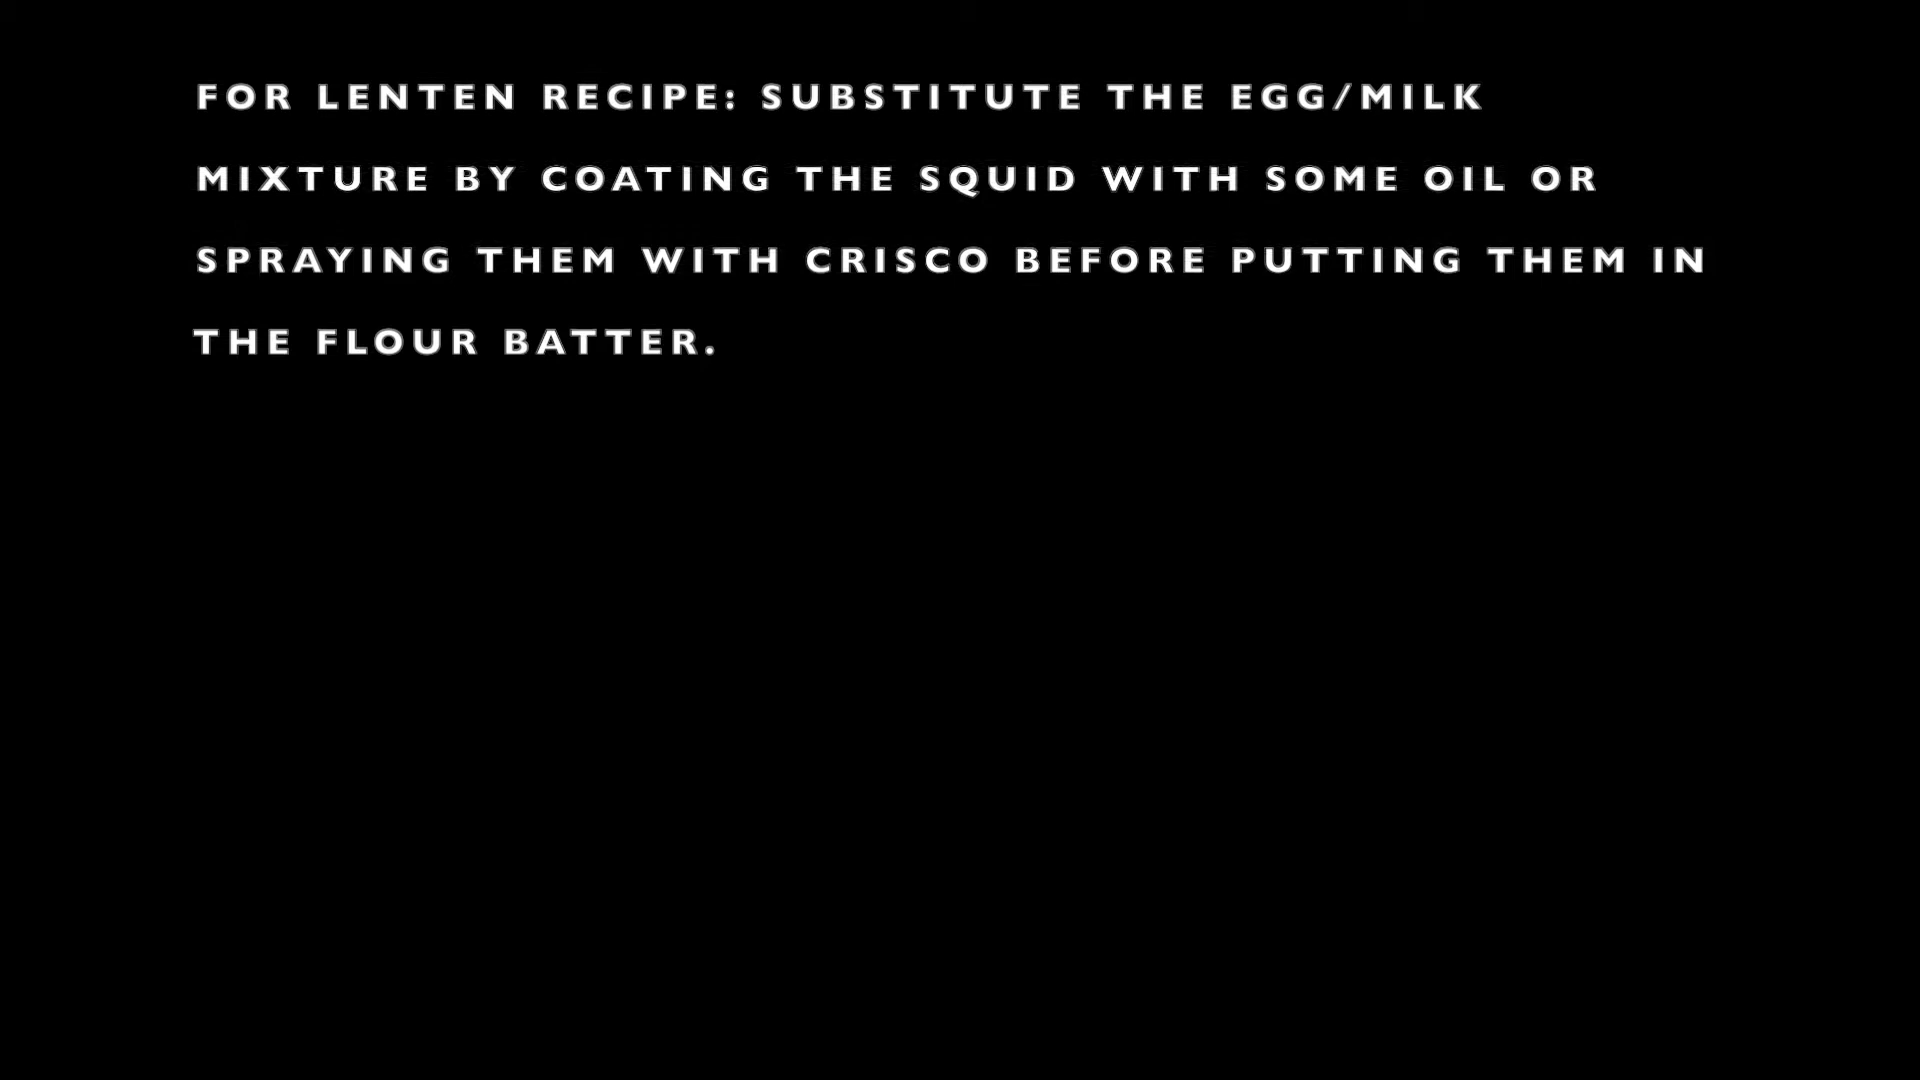 FOR LENTEN RECIPE: SUBSTITUTE THE EGG/MILK
MIXTURE BY COATING THE SQUID WITH SOME OIL OR
SPRAYING THEM WITH CRISCO BEFORE PUTTING THEM IN
THE FLOUR BATTER.